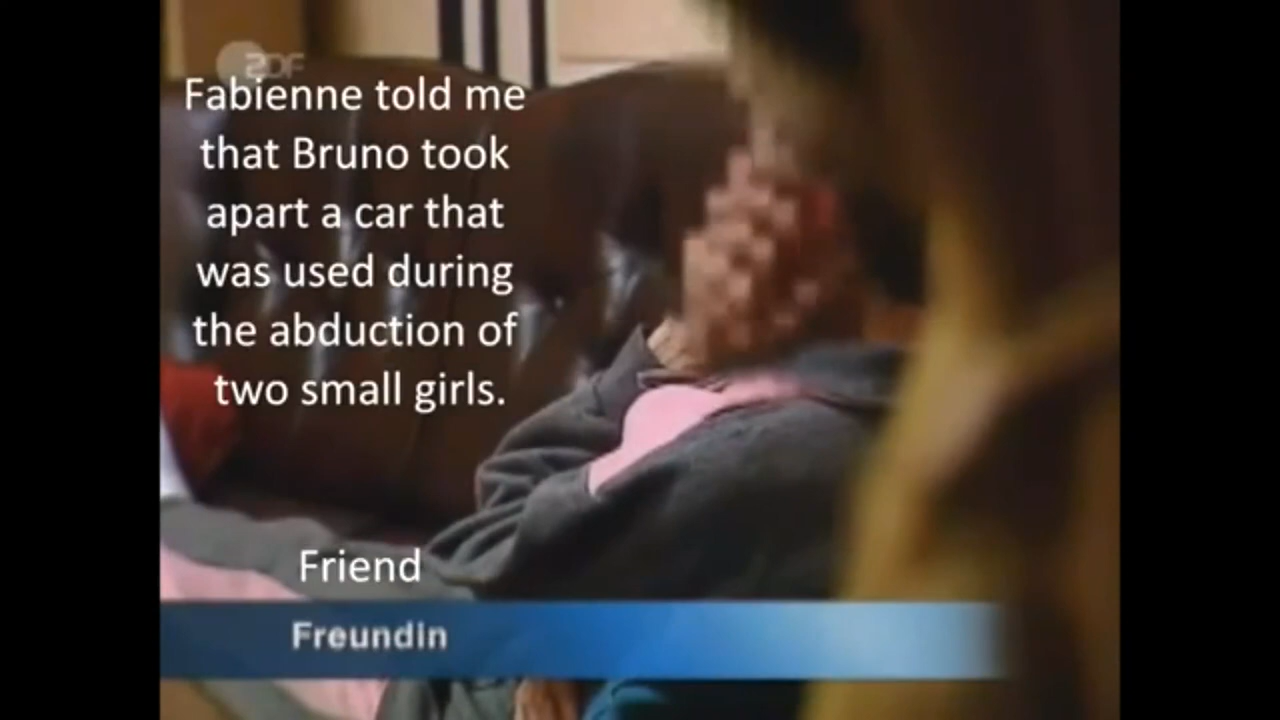 ZDF
Fabienne told me
that Bruno took
apart a car that
was used during
the abduction of
two small girls.
Friend
Freundin